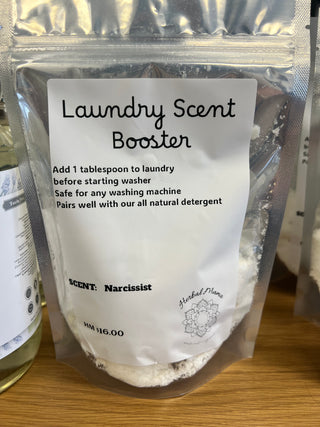 Laundry Scent
Booster
Add 1 tablespoon to laundry
before starting washer
Safe for any washing machine
Pairs well with our all natural detergent
SCENT: Narcissist
Herbal Mama
HM $16.00